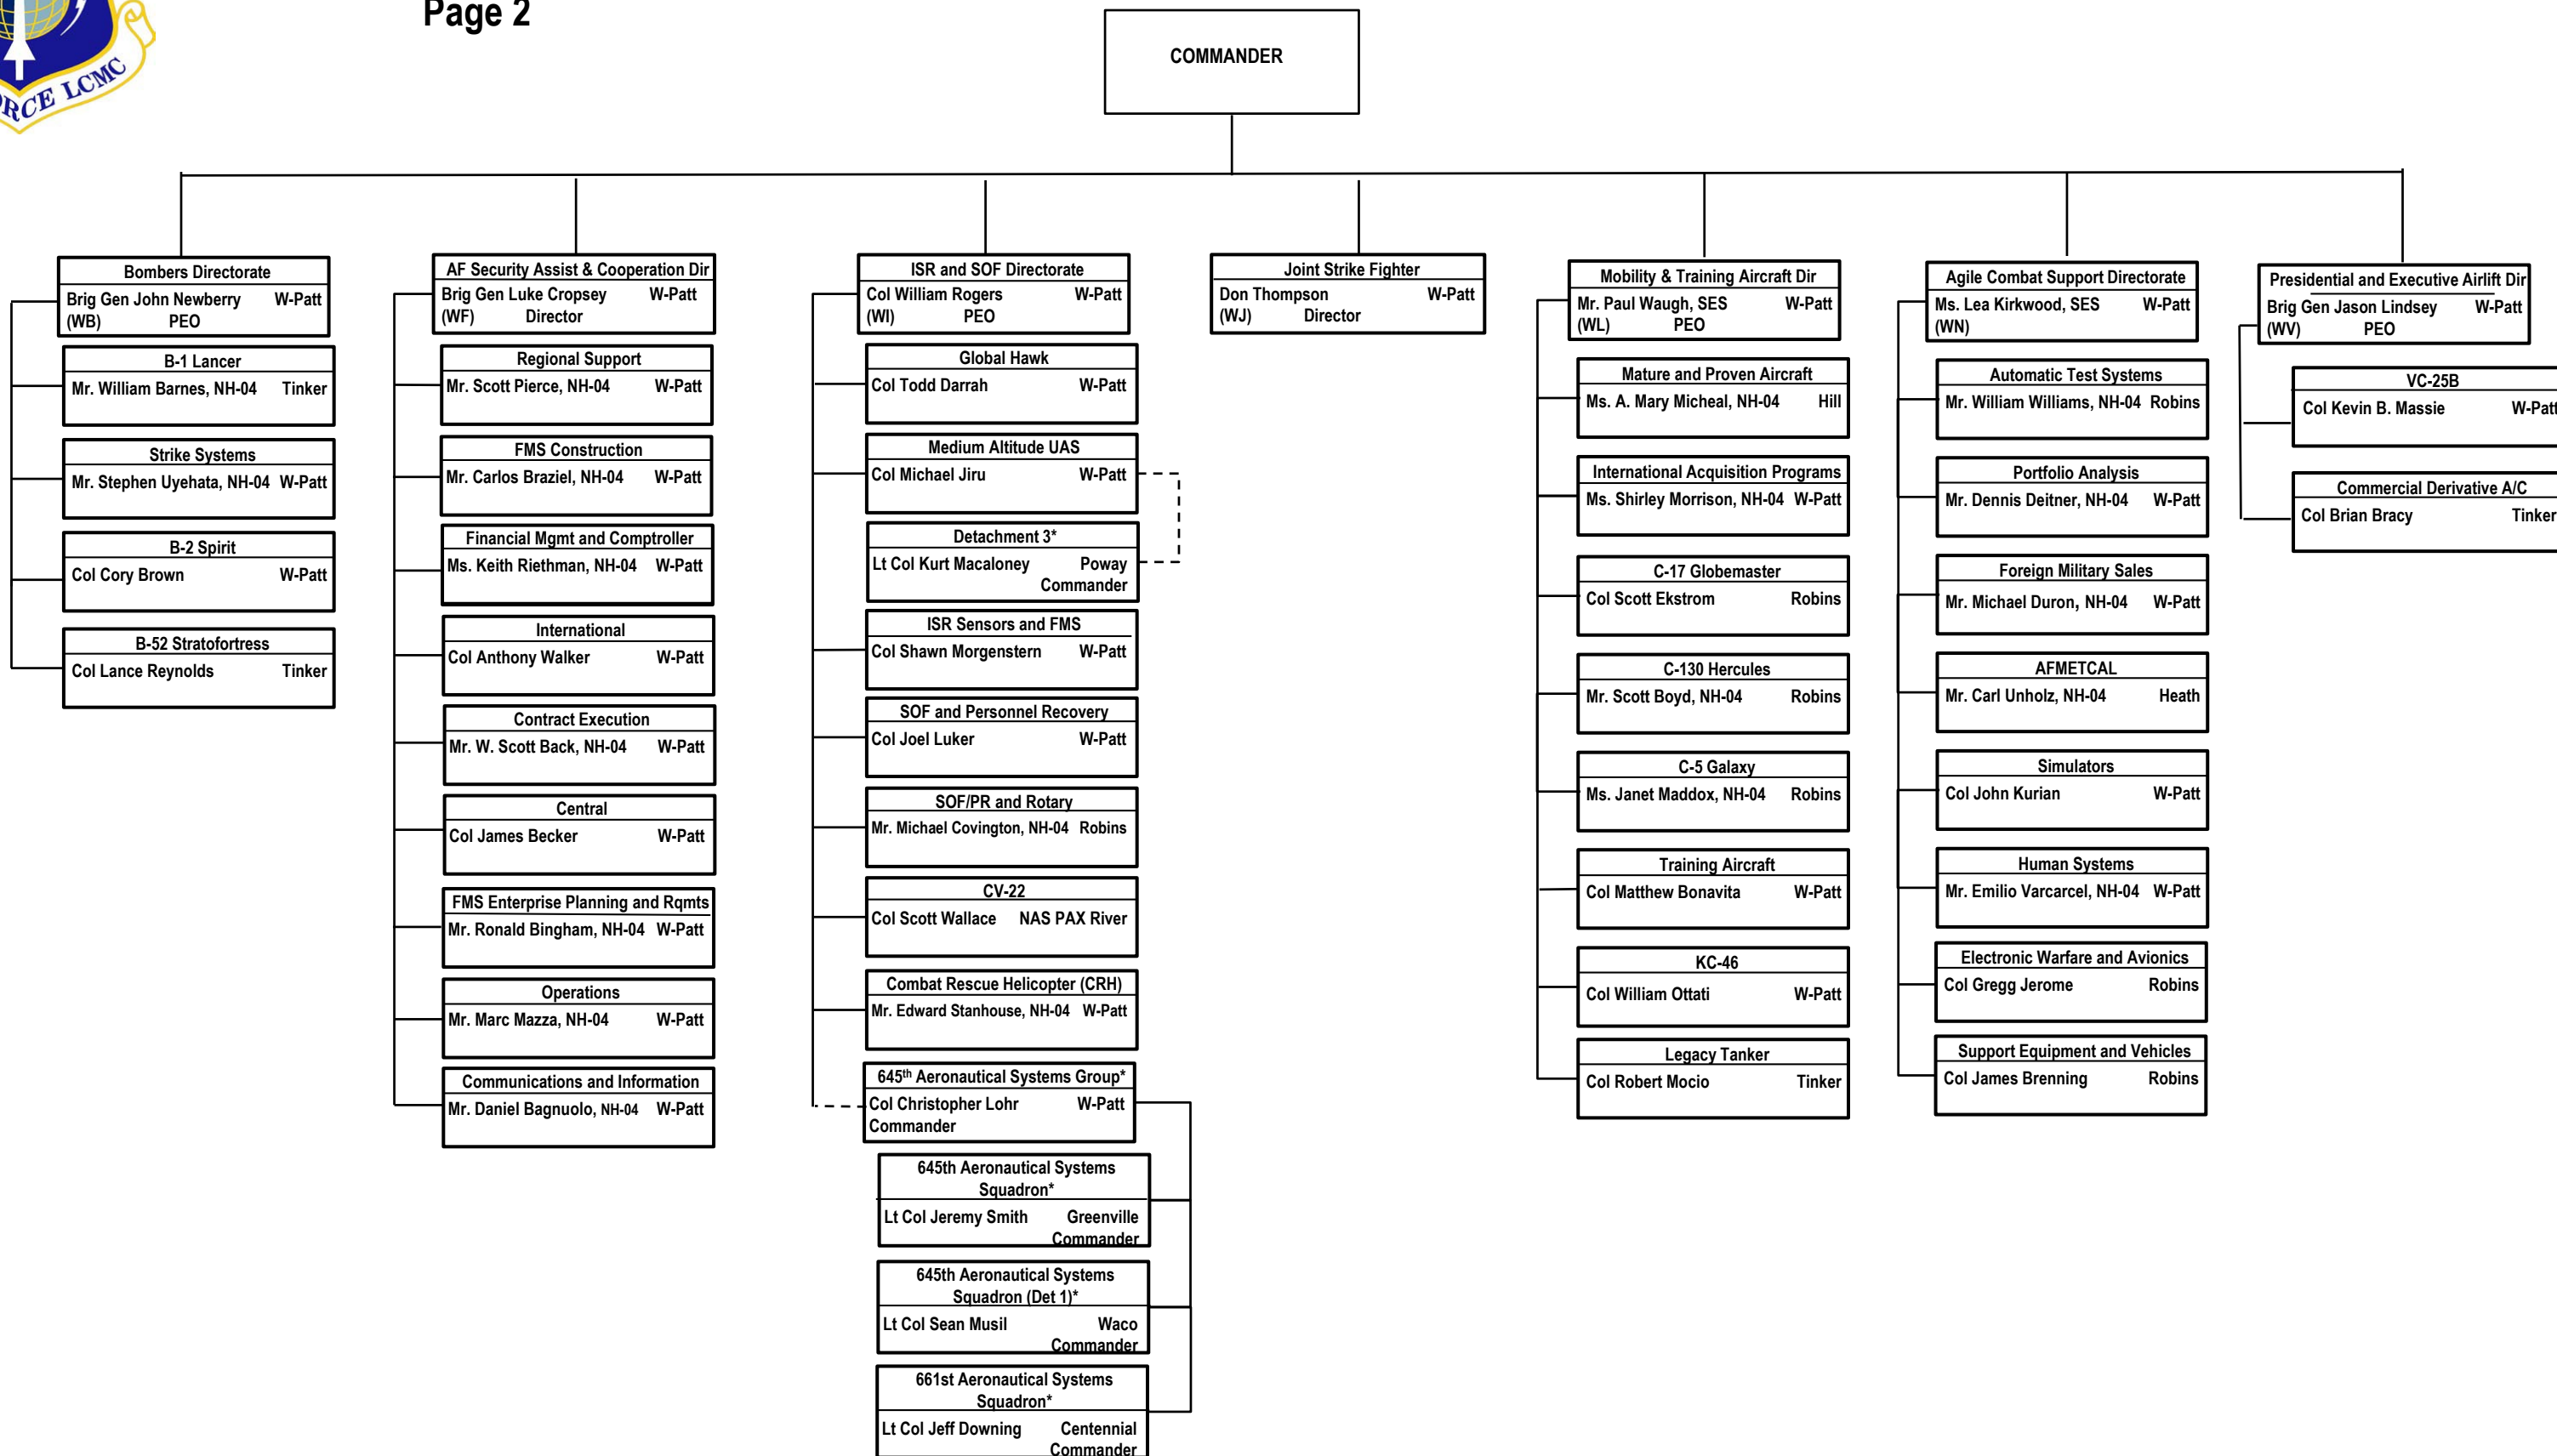 Page 2
RCE LCMC
COMMANDER
Bombers Directorate
Brig Gen John Newberry W-Patt
(WB) PEO
B-1 Lancer
Mr. William Barnes, NH-04 Tinker
Strike Systems
Mr. Stephen Uyehata, NH-04 W-Patt
B-2 Spirit
Col Cory Brown W-Patt
B-52 Stratofortress
Col Lance Reynolds Tinker
AF Security Assist & Cooperation Dir
Brig Gen Luke Cropsey W-Patt
(WF) Director
Regional Support
Mr. Scott Pierce, NH-04 W-Patt
FMS Construction
Mr. Carlos Braziel, NH-04 W-Patt
Financial Mgmt and Comptroller
Ms. Keith Riethman, NH-04 W-Patt
International
Col Anthony Walker W-Patt
Contract Execution
Mr. W. Scott Back, NH-04 W-Patt
Central
Col James Becker W-Patt
FMS Enterprise Planning and Rqmts
Mr. Ronald Bingham, NH-04 W-Patt
Operations
Mr. Marc Mazza, NH-04 W-Patt
Communications and Information
Mr. Daniel Bagnuolo, NH-04 W-Patt
ISR and SOF Directorate
Col William Rogers W-Patt
(WI) PEO
Global Hawk
Col Todd Darrah W-Patt
Medium Altitude UAS
Col Michael Jiru W-Patt
Detachment 3*
Lt Col Kurt Macaloney Poway
Commander
ISR Sensors and FMS
Col Shawn Morgenstern W-Patt
SOF and Personnel Recovery
Col Joel Luker W-Patt
SOF/PR and Rotary
Mr. Michael Covington, NH-04 Robins
CV-22
Col Scott Wallace NAS PAX River
Combat Rescue Helicopter (CRH)
Mr. Edward Stanhouse, NH-04 W-Patt
645th Aeronautical Systems Group*
Col Christopher Lohr W-Patt
Commander
645th Aeronautical Systems
Squadron*
Lt Col Jeremy Smith Greenville
Commander
645th Aeronautical Systems
Squadron (Det 1)*
Lt Col Sean Musil Waco
Commander
661st Aeronautical Systems
Squadron*
Lt Col Jeff Downing Centennial
Commander
Joint Strike Fighter
Don Thompson W-Patt
(WJ) Director
Mobility & Training Aircraft Dir
Mr. Paul Waugh, SES W-Patt
(WL) PEO
Mature and Proven Aircraft
Ms. A. Mary Micheal, NH-04 Hill
International Acquisition Programs
Ms. Shirley Morrison, NH-04 W-Patt
C-17 Globemaster
Col Scott Ekstrom Robins
C-130 Hercules
Mr. Scott Boyd, NH-04 Robins
C-5 Galaxy
Ms. Janet Maddox, NH-04 Robins
Training Aircraft
Col Matthew Bonavita W-Patt
KC-46
Col William Ottati W-Patt
Legacy Tanker
Col Robert Mocio Tinker
Agile Combat Support Directorate
Ms. Lea Kirkwood, SES W-Patt
(WN)
Automatic Test Systems
Mr. William Williams, NH-04 Robins
Portfolio Analysis
Mr. Dennis Deitner, NH-04 W-Patt
Foreign Military Sales
Mr. Michael Duron, NH-04 W-Patt
AFMETCAL
Mr. Carl Unholz, NH-04 Heath
Simulators
Col John Kurian W-Patt
Human Systems
Mr. Emilio Varcarcel, NH-04 W-Patt
Electronic Warfare and Avionics
Col Gregg Jerome Robins
Support Equipment and Vehicles
Col James Brenning Robins
Presidential and Executive Airlift Dir
Brig Gen Jason Lindsey W-Patt
(WV) PEO
VC-25B
Col Kevin B. Massie W-Patt
Commercial Derivative A/C
Col Brian Bracy Tinker